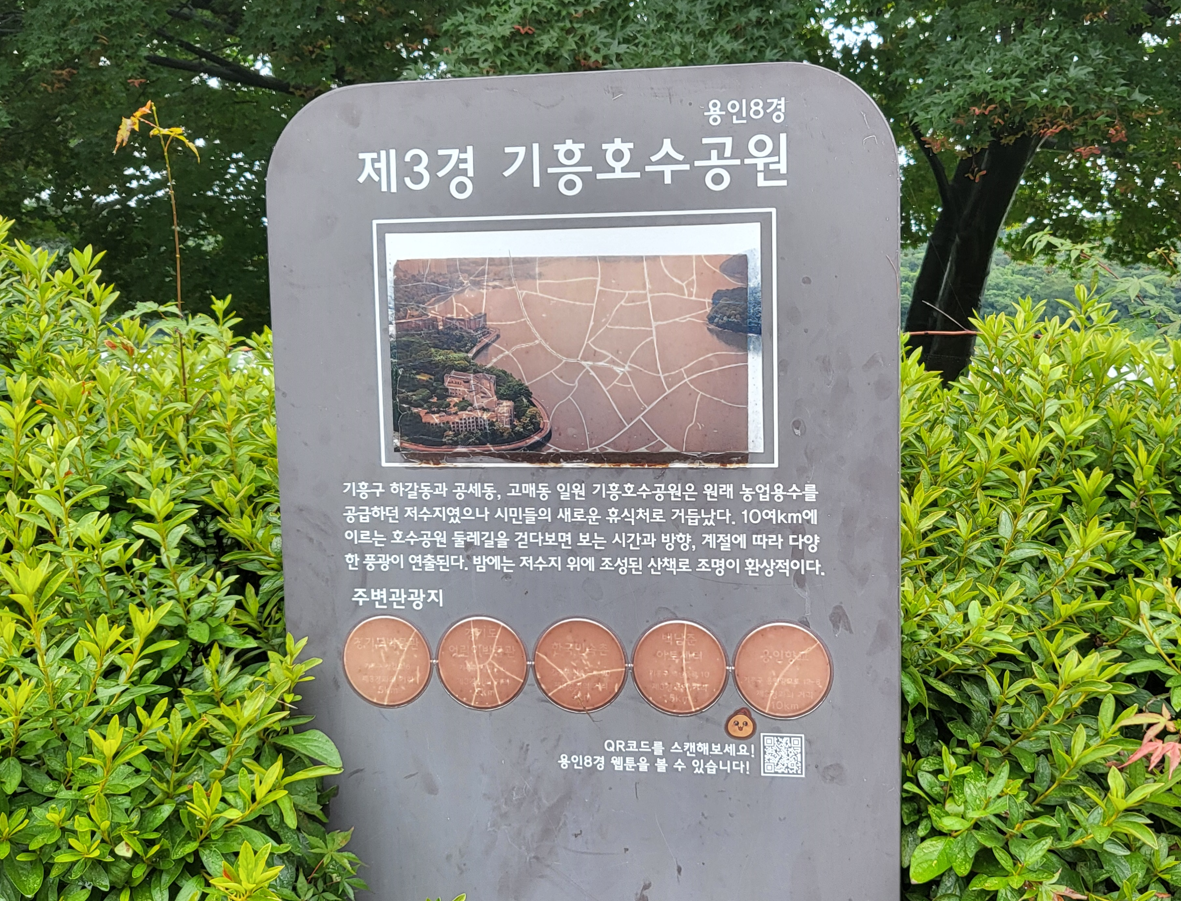 용인8경
제3경 기흥호수공원
기흥구 하갈동과 공세동, 고매동 일원 기흥호수공원은 원래 농업용수를
공급하던 저수지였으나 시민들의 새로운 휴식처로 거듭났다. 10여km에
이르는 호수공원 둘레길을 걷다보면 보는 시간과 방향, 계절에 따라 다양
한 풍광이 연출된다. 밤에는 저수지 위에 조성된 산책로 조명이 환상적이다.
주변관광지
QR코드를 스캔해보세요!
용인8경 웹툰을 볼 수 있습니다!